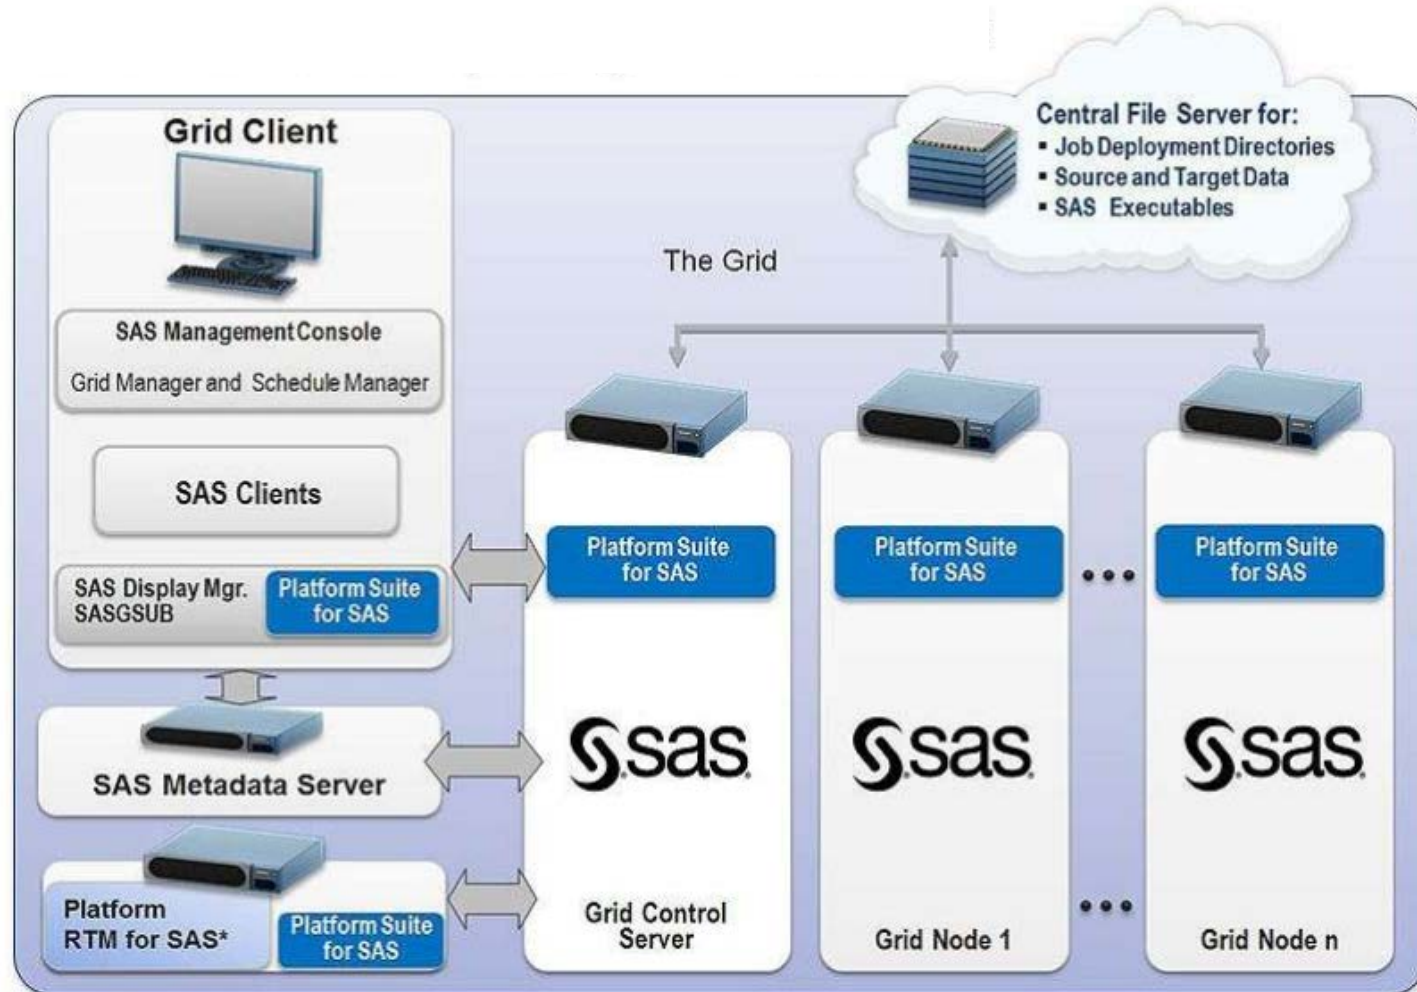 Grid Client
SAS ManagementConsole
Grid Manager and Schedule Manager
SAS Clients
SAS Display Mgr.
SASGSUB
Platform Suite
for SAS
SAS Metadata Server
Platform
RTM for SAS*
Platform Suite
for SAS
Central File Server for:
▪ Job Deployment Directories
▪ Source and Target Data
▪ SAS Executables
The Grid
Platform Suite
for SAS
sas
Grid Control
Server
Platform Suite
for SAS
sas
Grid Node 1
Platform Suite
for SAS
sas
Grid Node n